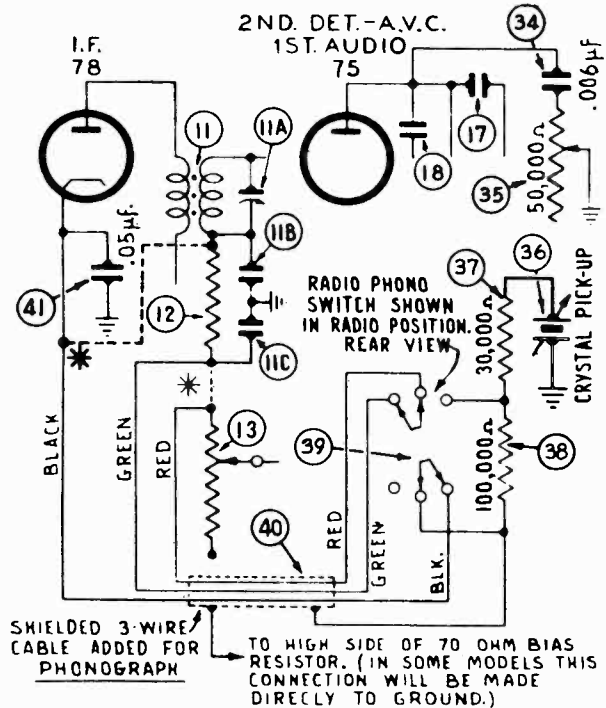 I.F.
78
2ND. DET.-A.V.C.
1ST. AUDIO
75
34
.006µF.
11
11A
17
18
35
50,000Ω
.05µF.
41
11B
12
11C
RADIO PHONO
SWITCH SHOWN
IN RADIO POSITION.
REAR VIEW
37
36
30,000Ω
CRYSTAL PICK-UP
*
*
13
39
38
100,000Ω
BLACK
GREEN
RED
40
RED
GREEN
BLK.
SHIELDED 3-WIRE
CABLE ADDED FOR
PHONOGRAPH
TO HIGH SIDE OF 70 OHM BIAS
RESISTOR. (IN SOME MODELS THIS
CONNECTION WILL BE MADE
DIRECLY TO GROUND.)